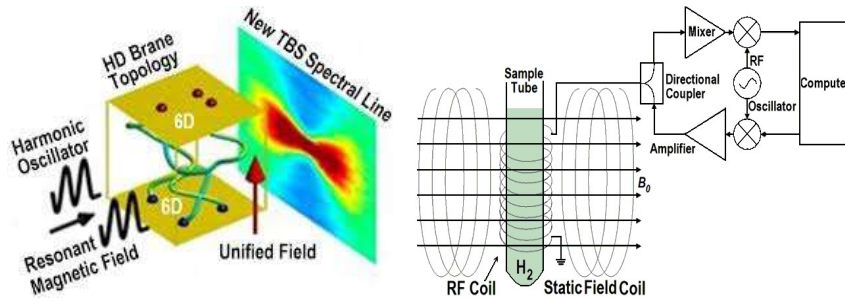 New TBS Spectral Line
HD Brane
Topology
6D
Harmonic
Oscillator
6D
Resonant
Magnetic Field
Unified Field
Mixer
RF
Directional
Coupler
Oscillator
Compute
Amplifier
Sample
Tube
B₀
H₂
RF Coil
Static Field Coil